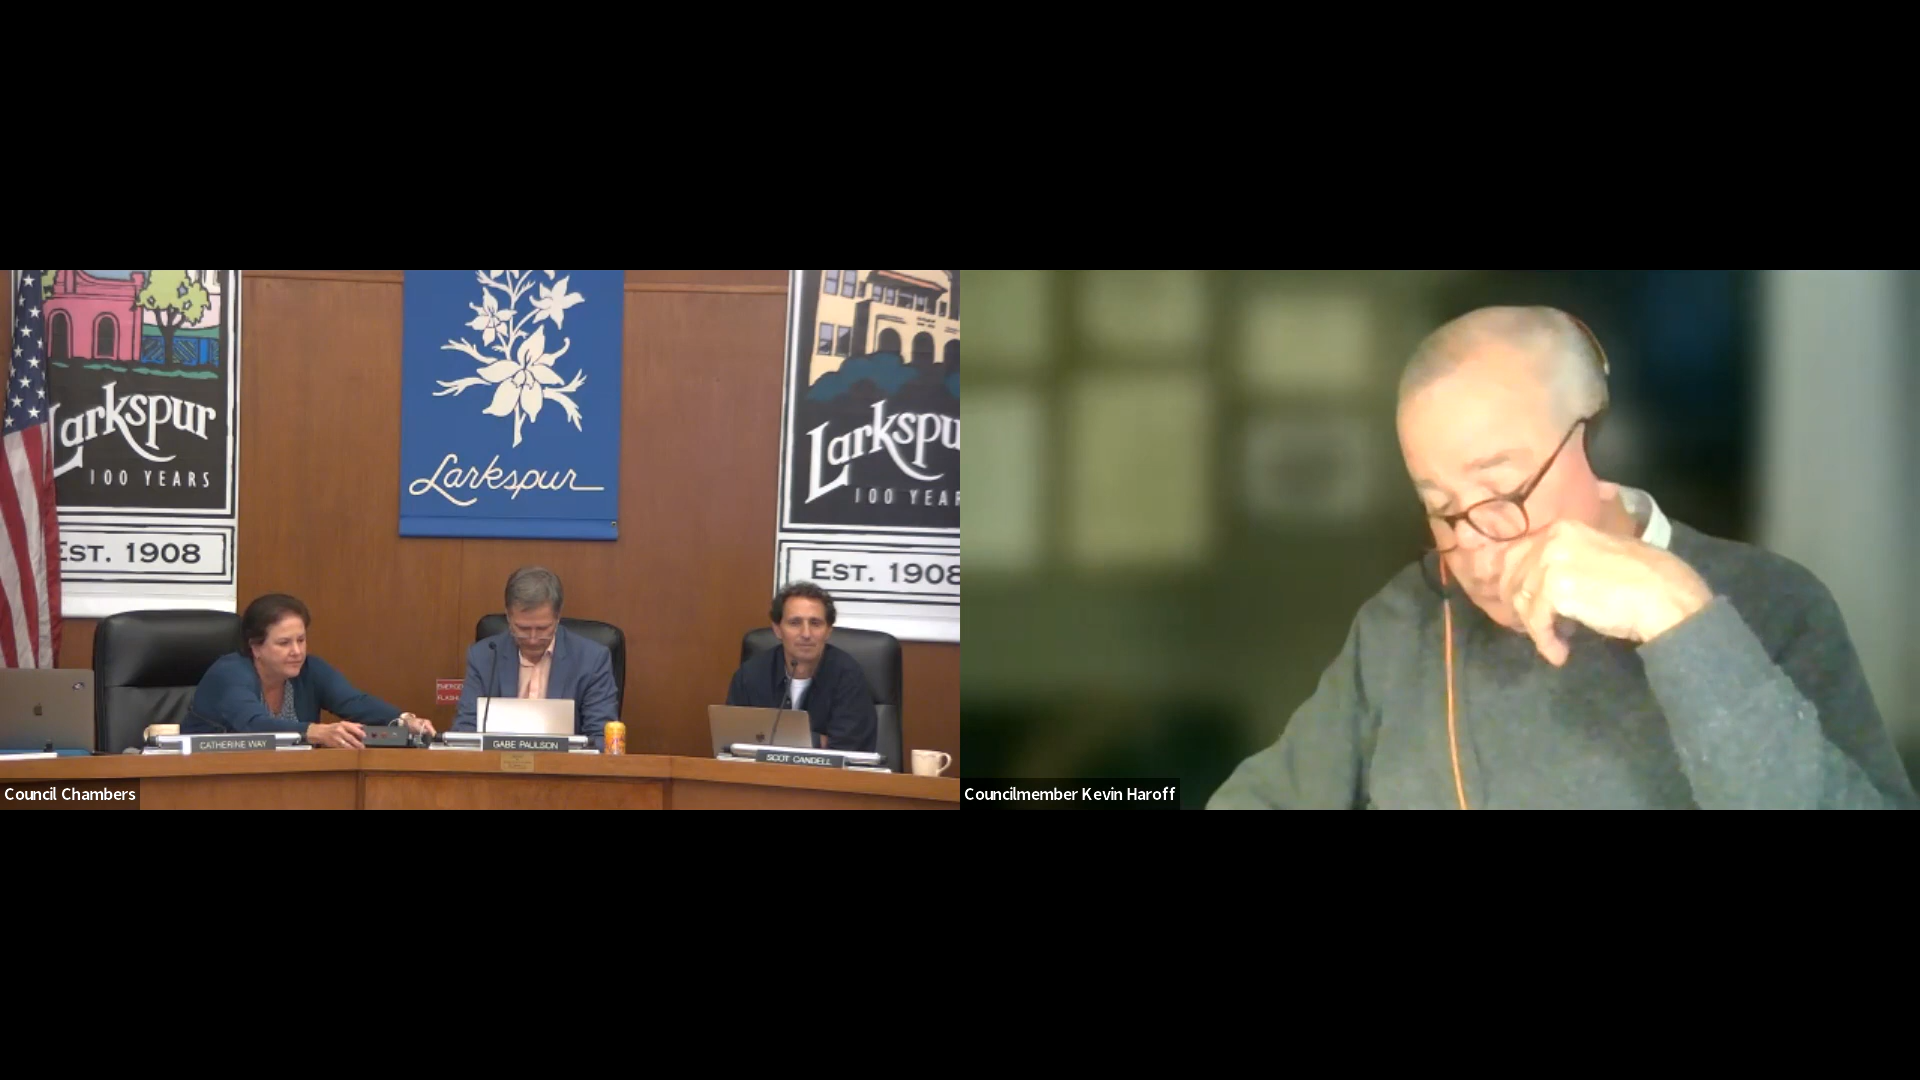 Larkspur
100 YEARS
EST. 1908
Larkspur
Larkspu
100 YEAR
EST. 1908
CATHERINE WAY
GABE PAULSON
SCOT CANDELL
Council Chambers
Councilmember Kevin Haroff